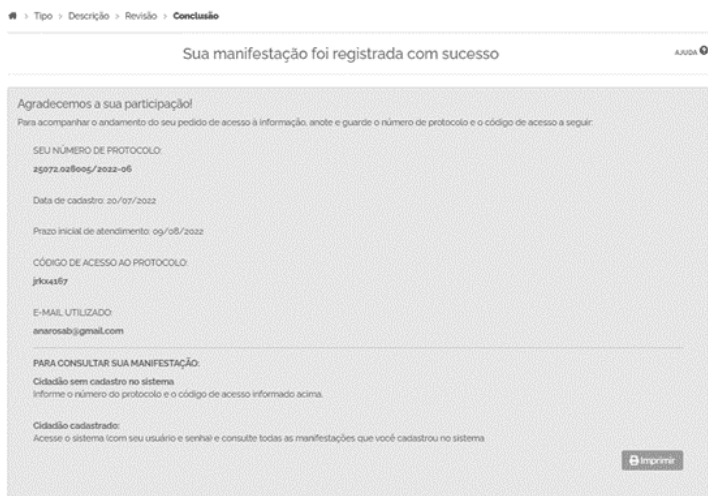 > Tipo > Descrição > Revisão > Conclusão
Sua manifestação foi registrada com sucesso
AJUDA
Agradecemos a sua participação!
Para acompanhar o andamento do seu pedido de acesso à informação, anote e guarde o número de protocolo e o código de acesso a seguir:
SEU NÚMERO DE PROTOCOLO:
25072.028005/2022-06
Data de cadastro: 20/07/2022
Prazo inicial de atendimento: 09/08/2022
CÓDIGO DE ACESSO AO PROTOCOLO:
jrkx4167
E-MAIL UTILIZADO:
anarosab@gmail.com
PARA CONSULTAR SUA MANIFESTAÇÃO:
Cidadão sem cadastro no sistema
Informe o número do protocolo e o código de acesso informado acima.
Cidadão cadastrado:
Acesse o sistema (com seu usuário e senha) e consulte todas as manifestações que você cadastrou no sistema
Imprimir